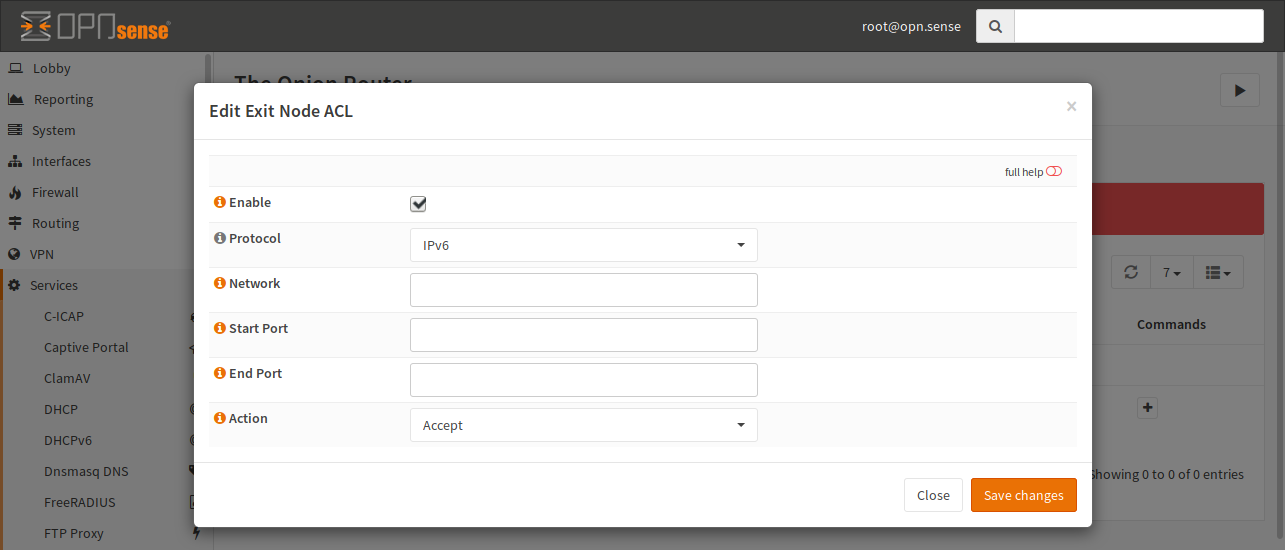 OPNsense
root@opn.sense
Lobby
Reporting
System
Interfaces
Firewall
Routing
VPN
Services
C-ICAP
Captive Portal
ClamAV
DHCP
DHCPv6
Dnsmasq DNS
FreeRADIUS
FTP Proxy
The Onion Router
Edit Exit Node ACL
×
full help
Enable
Protocol
IPv6
Network
Start Port
End Port
Action
Accept
Close
Save changes
7
Commands
Showing 0 to 0 of 0 entries